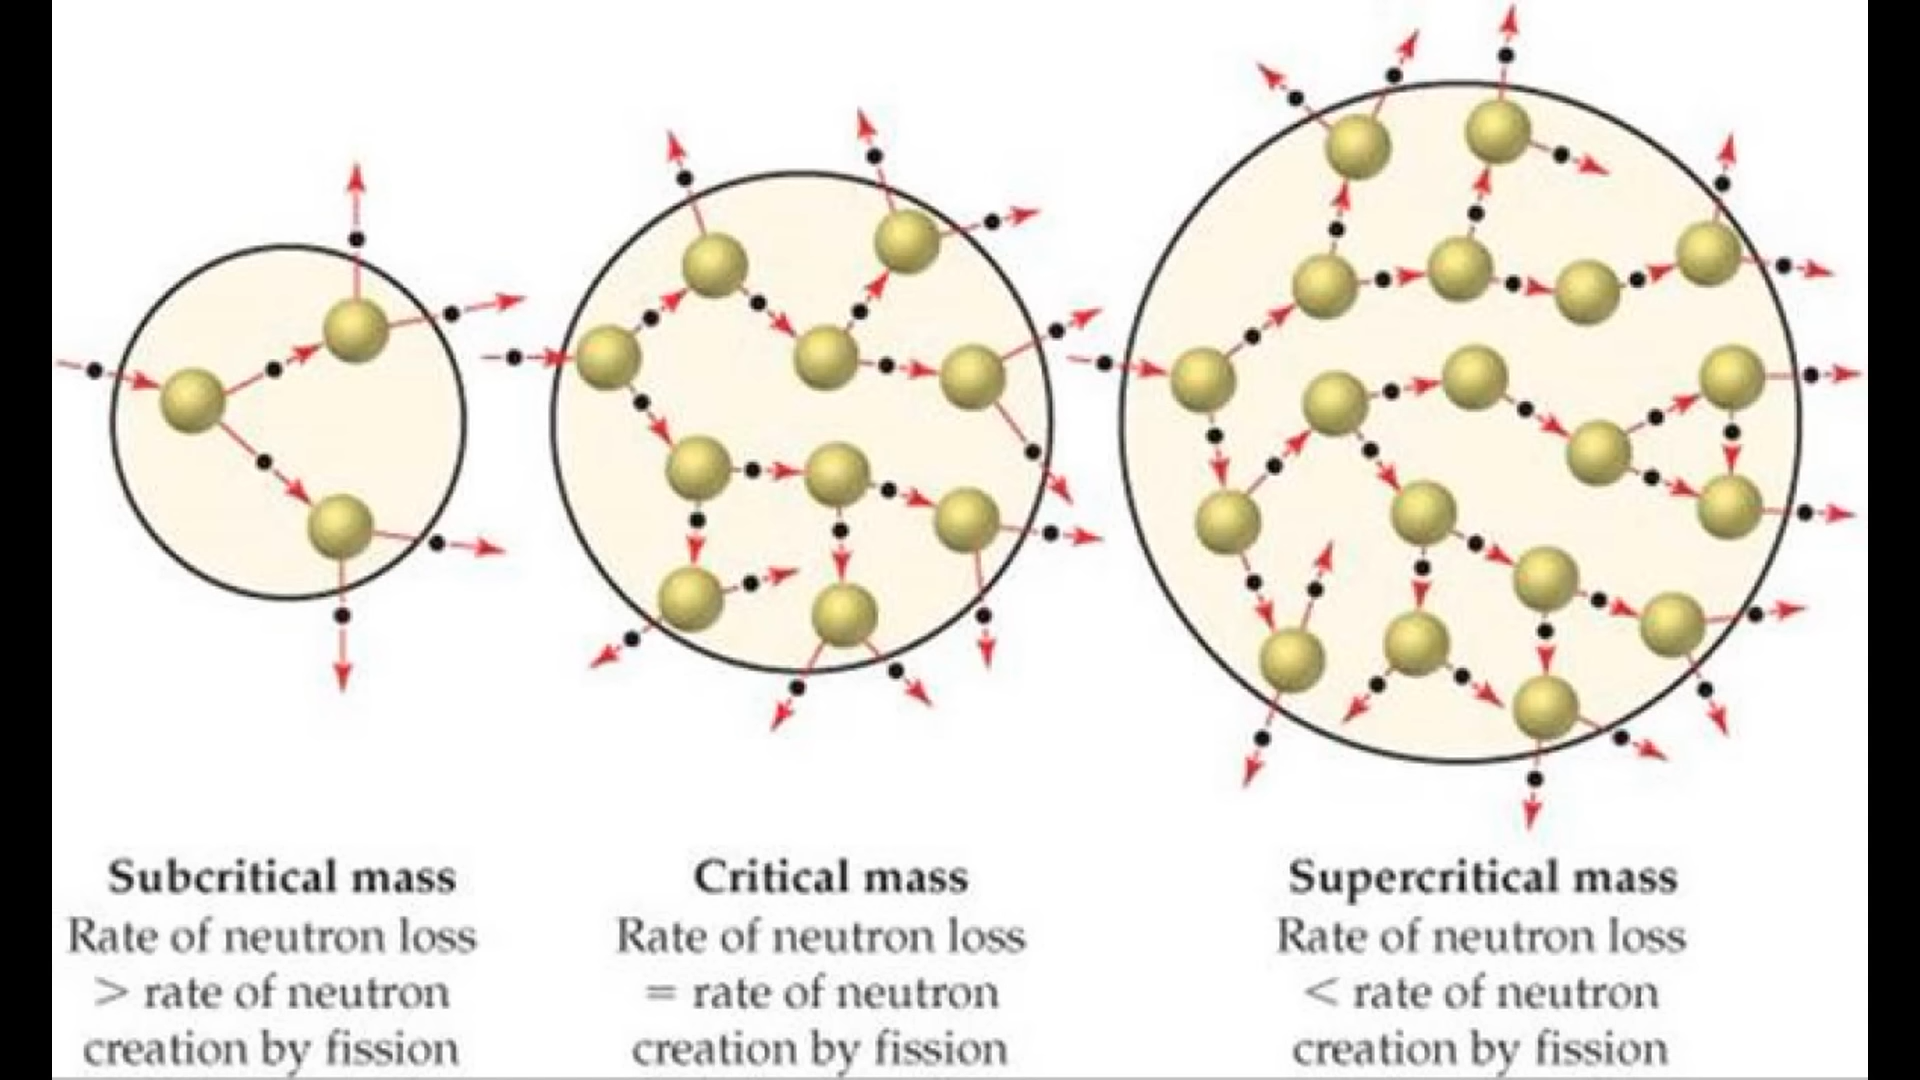 Subcritical mass
Rate of neutron loss
> rate of neutron
creation by fission
Critical mass
Rate of neutron loss
= rate of neutron
creation by fission
Supercritical mass
Rate of neutron loss
< rate of neutron
creation by fission